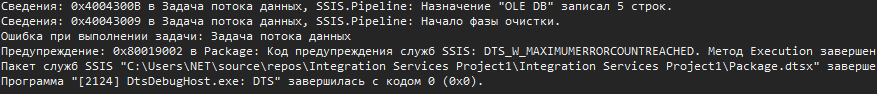 Сведения: 0x4004300B в Задача потока данных, SSIS.Pipeline: Назначение "OLE DB" записал 5 строк.
Сведения: 0x40043009 в Задача потока данных, SSIS.Pipeline: Начало фазы очистки.
Ошибка при выполнении задачи: Задача потока данных
Предупреждение: 0x80019002 в Package: Код предупреждения служб SSIS: DTS_W_MAXIMUMERRORCOUNTREACHED. Метод Execution завершен
Пакет служб SSIS "C:\Users\NET\source\repos\Integration Services Project1\Integration Services Project1\Package.dtsx" заверше
Программа "[2124] DtsDebugHost.exe: DTS" завершилась с кодом 0 (0x0).